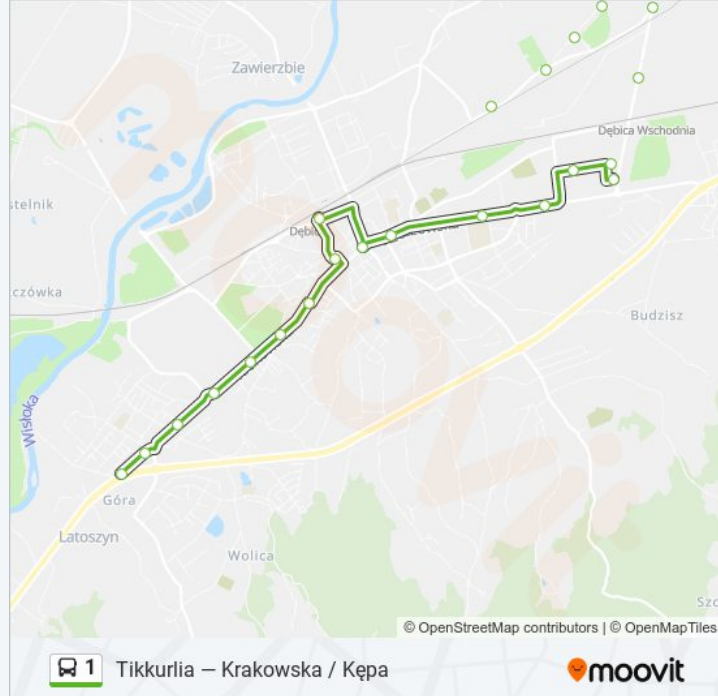 Zawierzbie
Dębica Wschodnia
stelnik
czówka
Budzisz
Wisłoka
Góra
Latoszyn
Wolica
© OpenStreetMap contributors | © OpenMapTiles
1 Tikkurlia — Krakowska / Kępa
moovit